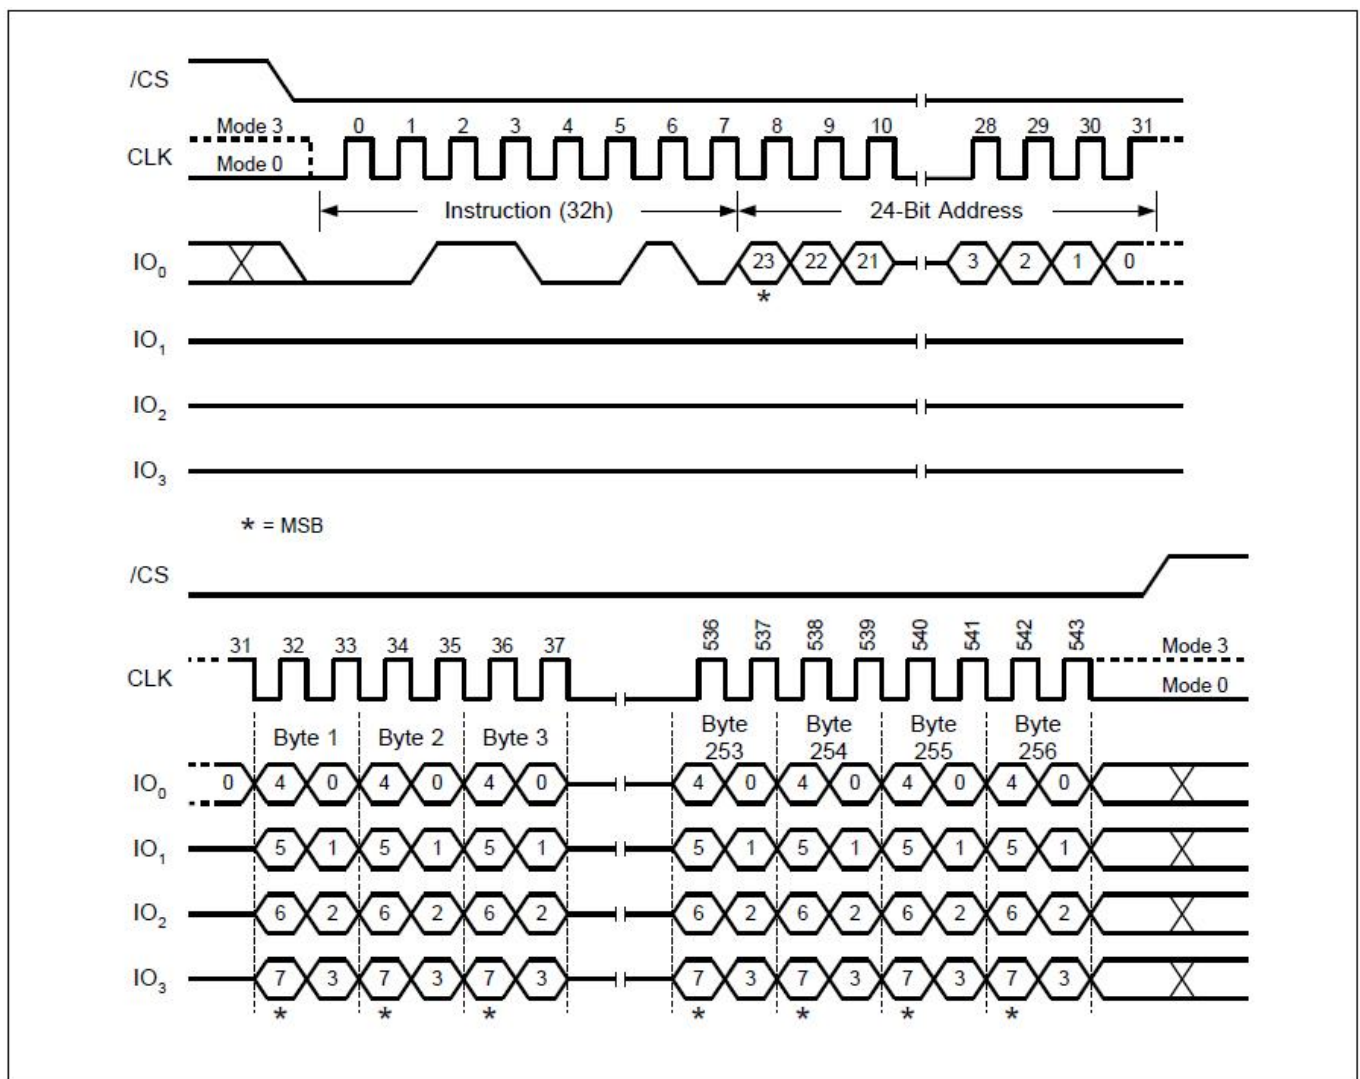 /CS
Mode 3 0 1 2 3 4 5 6 7 8 9 10 28 29 30 31
CLK
Mode 0
Instruction (32h) 24-Bit Address
IO0 23 22 21 3 2 1 0
*
IO1
IO2
IO3
* = MSB
/CS
31 32 33 34 35 36 37 536 537 538 539 540 541 542 543 Mode 3
CLK
Mode 0
Byte 1 Byte 2 Byte 3 Byte 253 Byte 254 Byte 255 Byte 256
IO0 0 4 0 4 0 4 0 4 0 4 0 4 0 4 0
IO1 5 1 5 1 5 1 5 1 5 1 5 1 5 1
IO2 6 2 6 2 6 2 6 2 6 2 6 2 6 2
IO3 7 3 7 3 7 3 7 3 7 3 7 3 7 3
* * * * * * *